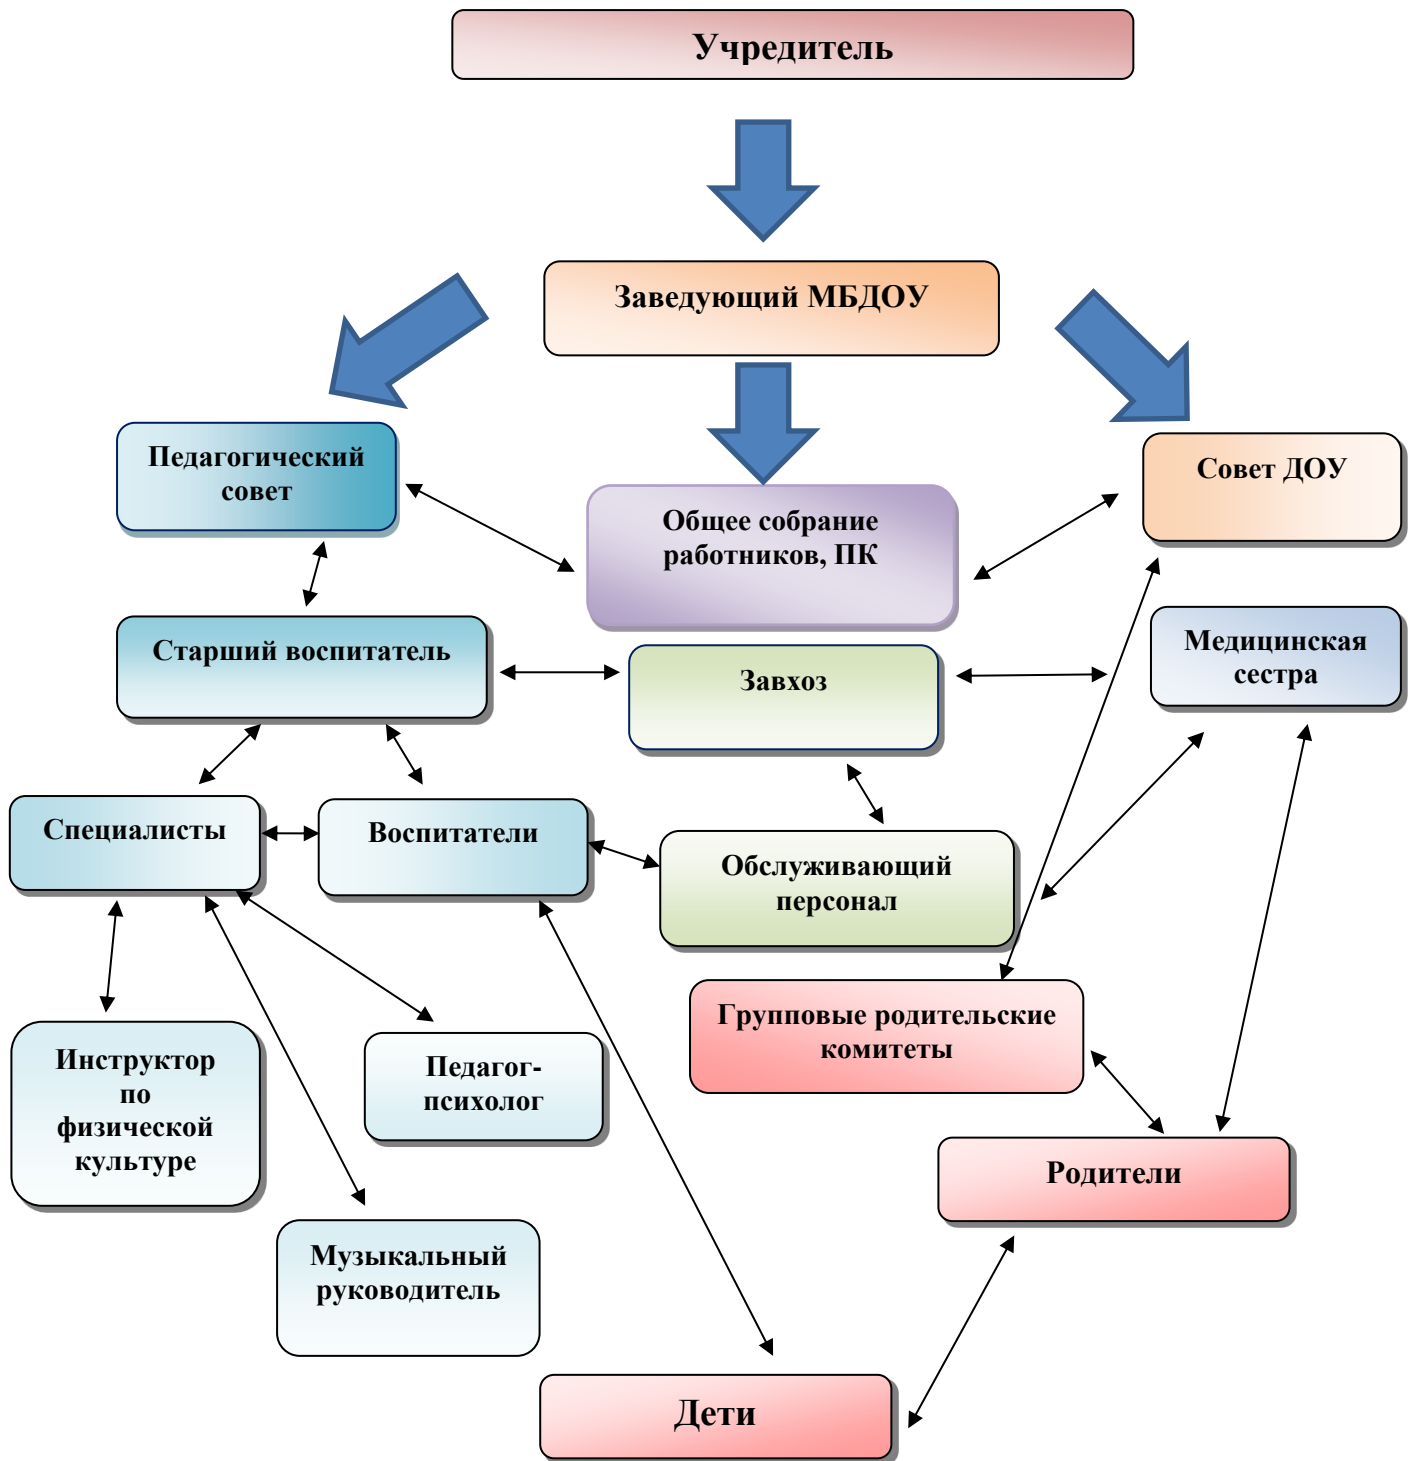 Учредитель
Заведующий МБДОУ
Педагогический
совет
Совет ДОУ
Общее собрание
работников, ПК
Старший воспитатель
Завхоз
Медицинская
сестра
Специалисты
Воспитатели
Обслуживающий
персонал
Групповые родительские
комитеты
Инструктор
по
физической
культуре
Педагог-
психолог
Родители
Музыкальный
руководитель
Дети